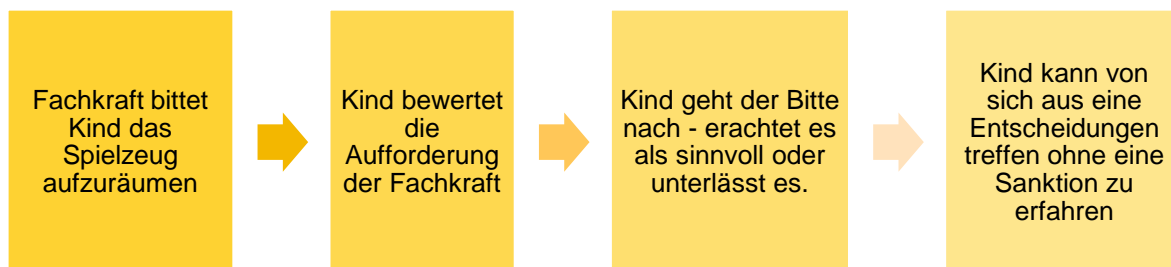 Fachkraft bittet
Kind das
Spielzeug
aufzuräumen
Kind bewertet
die
Aufforderung
der Fachkraft
Kind geht der Bitte
nach - erachtet es
als sinnvoll oder
unterlässt es.
Kind kann von
sich aus eine
Entscheidungen
treffen ohne eine
Sanktion zu
erfahren